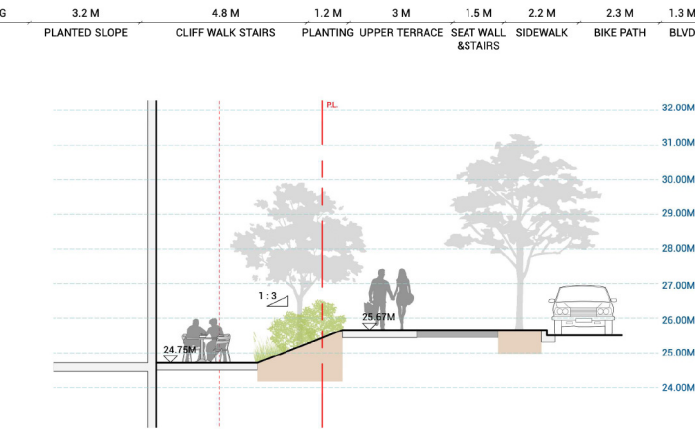 G 3.2 M 4.8 M 1.2 M 3 M 1.5 M 2.2 M 2.3 M 1.3 M
PLANTED SLOPE CLIFF WALK STAIRS PLANTING UPPER TERRACE SEAT WALL SIDEWALK BIKE PATH BLVD
&STAIRS
P.L.
32.00M
31.00M
30.00M
29.00M
28.00M
27.00M
1 : 3
25.67M
26.00M
24.75M
25.00M
24.00M